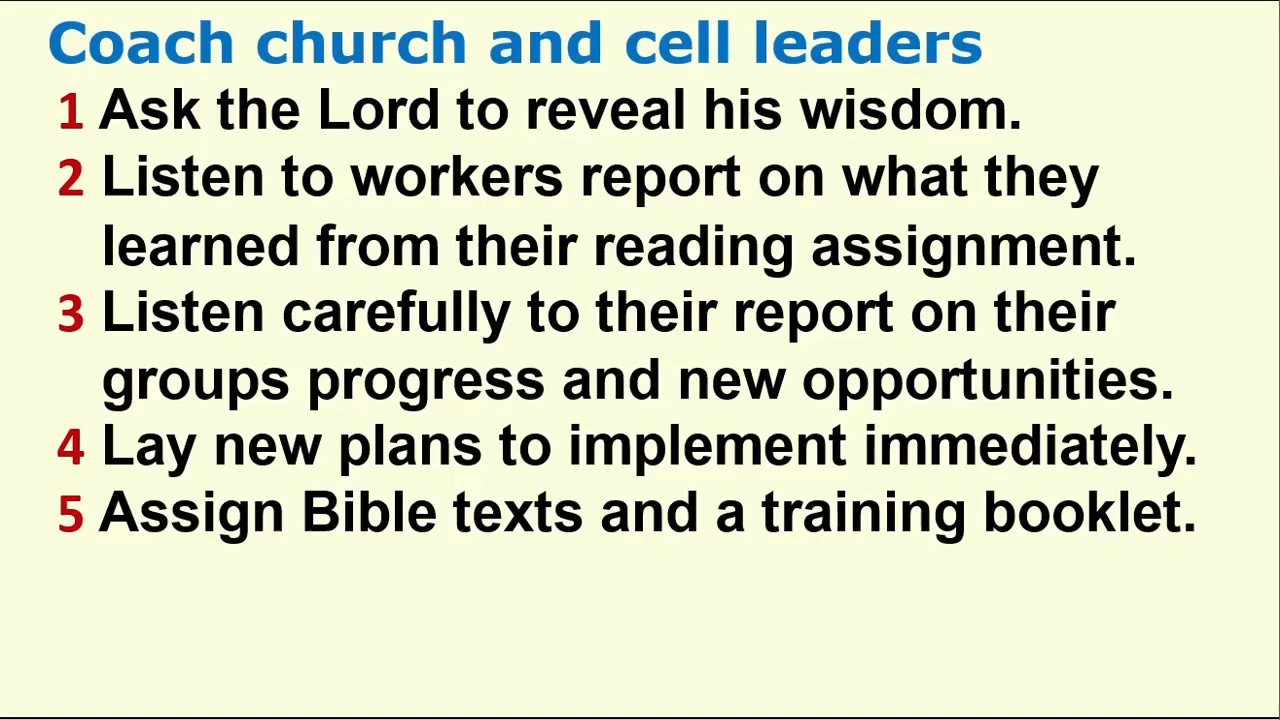 Coach church and cell leaders
1 Ask the Lord to reveal his wisdom.
2 Listen to workers report on what they
learned from their reading assignment.
3 Listen carefully to their report on their
groups progress and new opportunities.
4 Lay new plans to implement immediately.
5 Assign Bible texts and a training booklet.